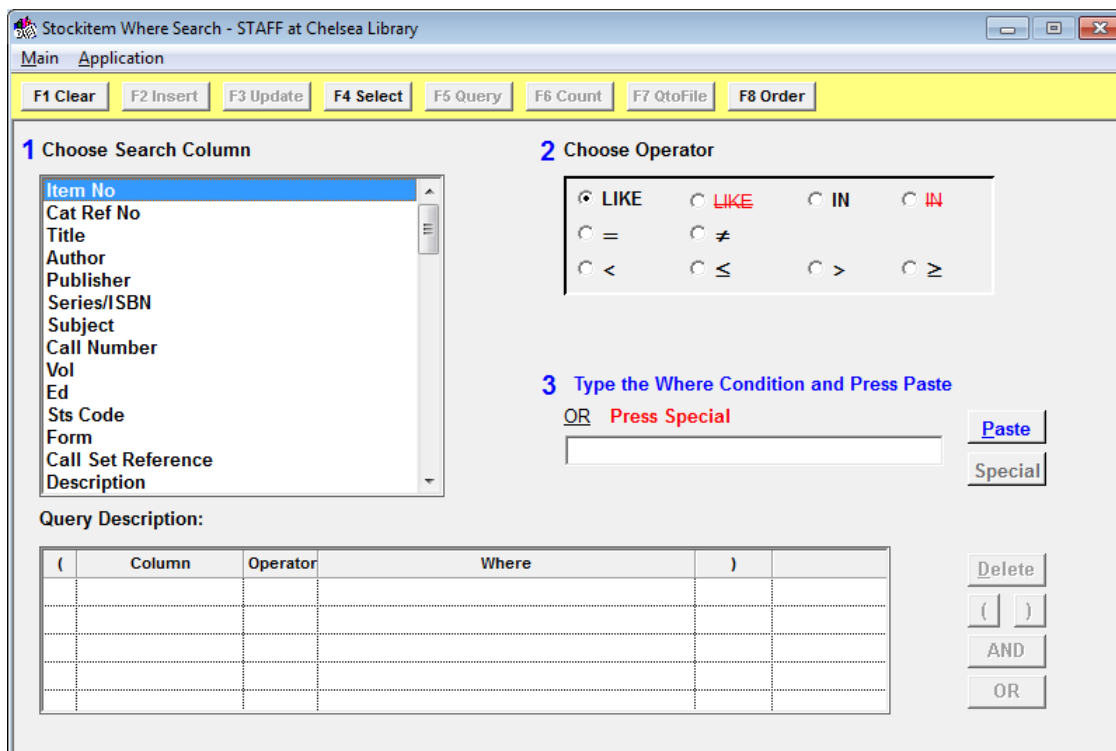 Stockitem Where Search - STAFF at Chelsea Library
Main Application
F1 Clear F2 Insert F3 Update F4 Select F5 Query F6 Count F7 QtoFile F8 Order
1 Choose Search Column
Item No
Cat Ref No
Title
Author
Publisher
Series/ISBN
Subject
Call Number
Vol
Ed
Sts Code
Form
Call Set Reference
Description
2 Choose Operator
LIKE LIKE IN IN
= ≠
< ≤ > ≥
3 Type the Where Condition and Press Paste
OR Press Special
Paste
Special
Query Description:
( Column Operator Where )
Delete
( )
AND
OR